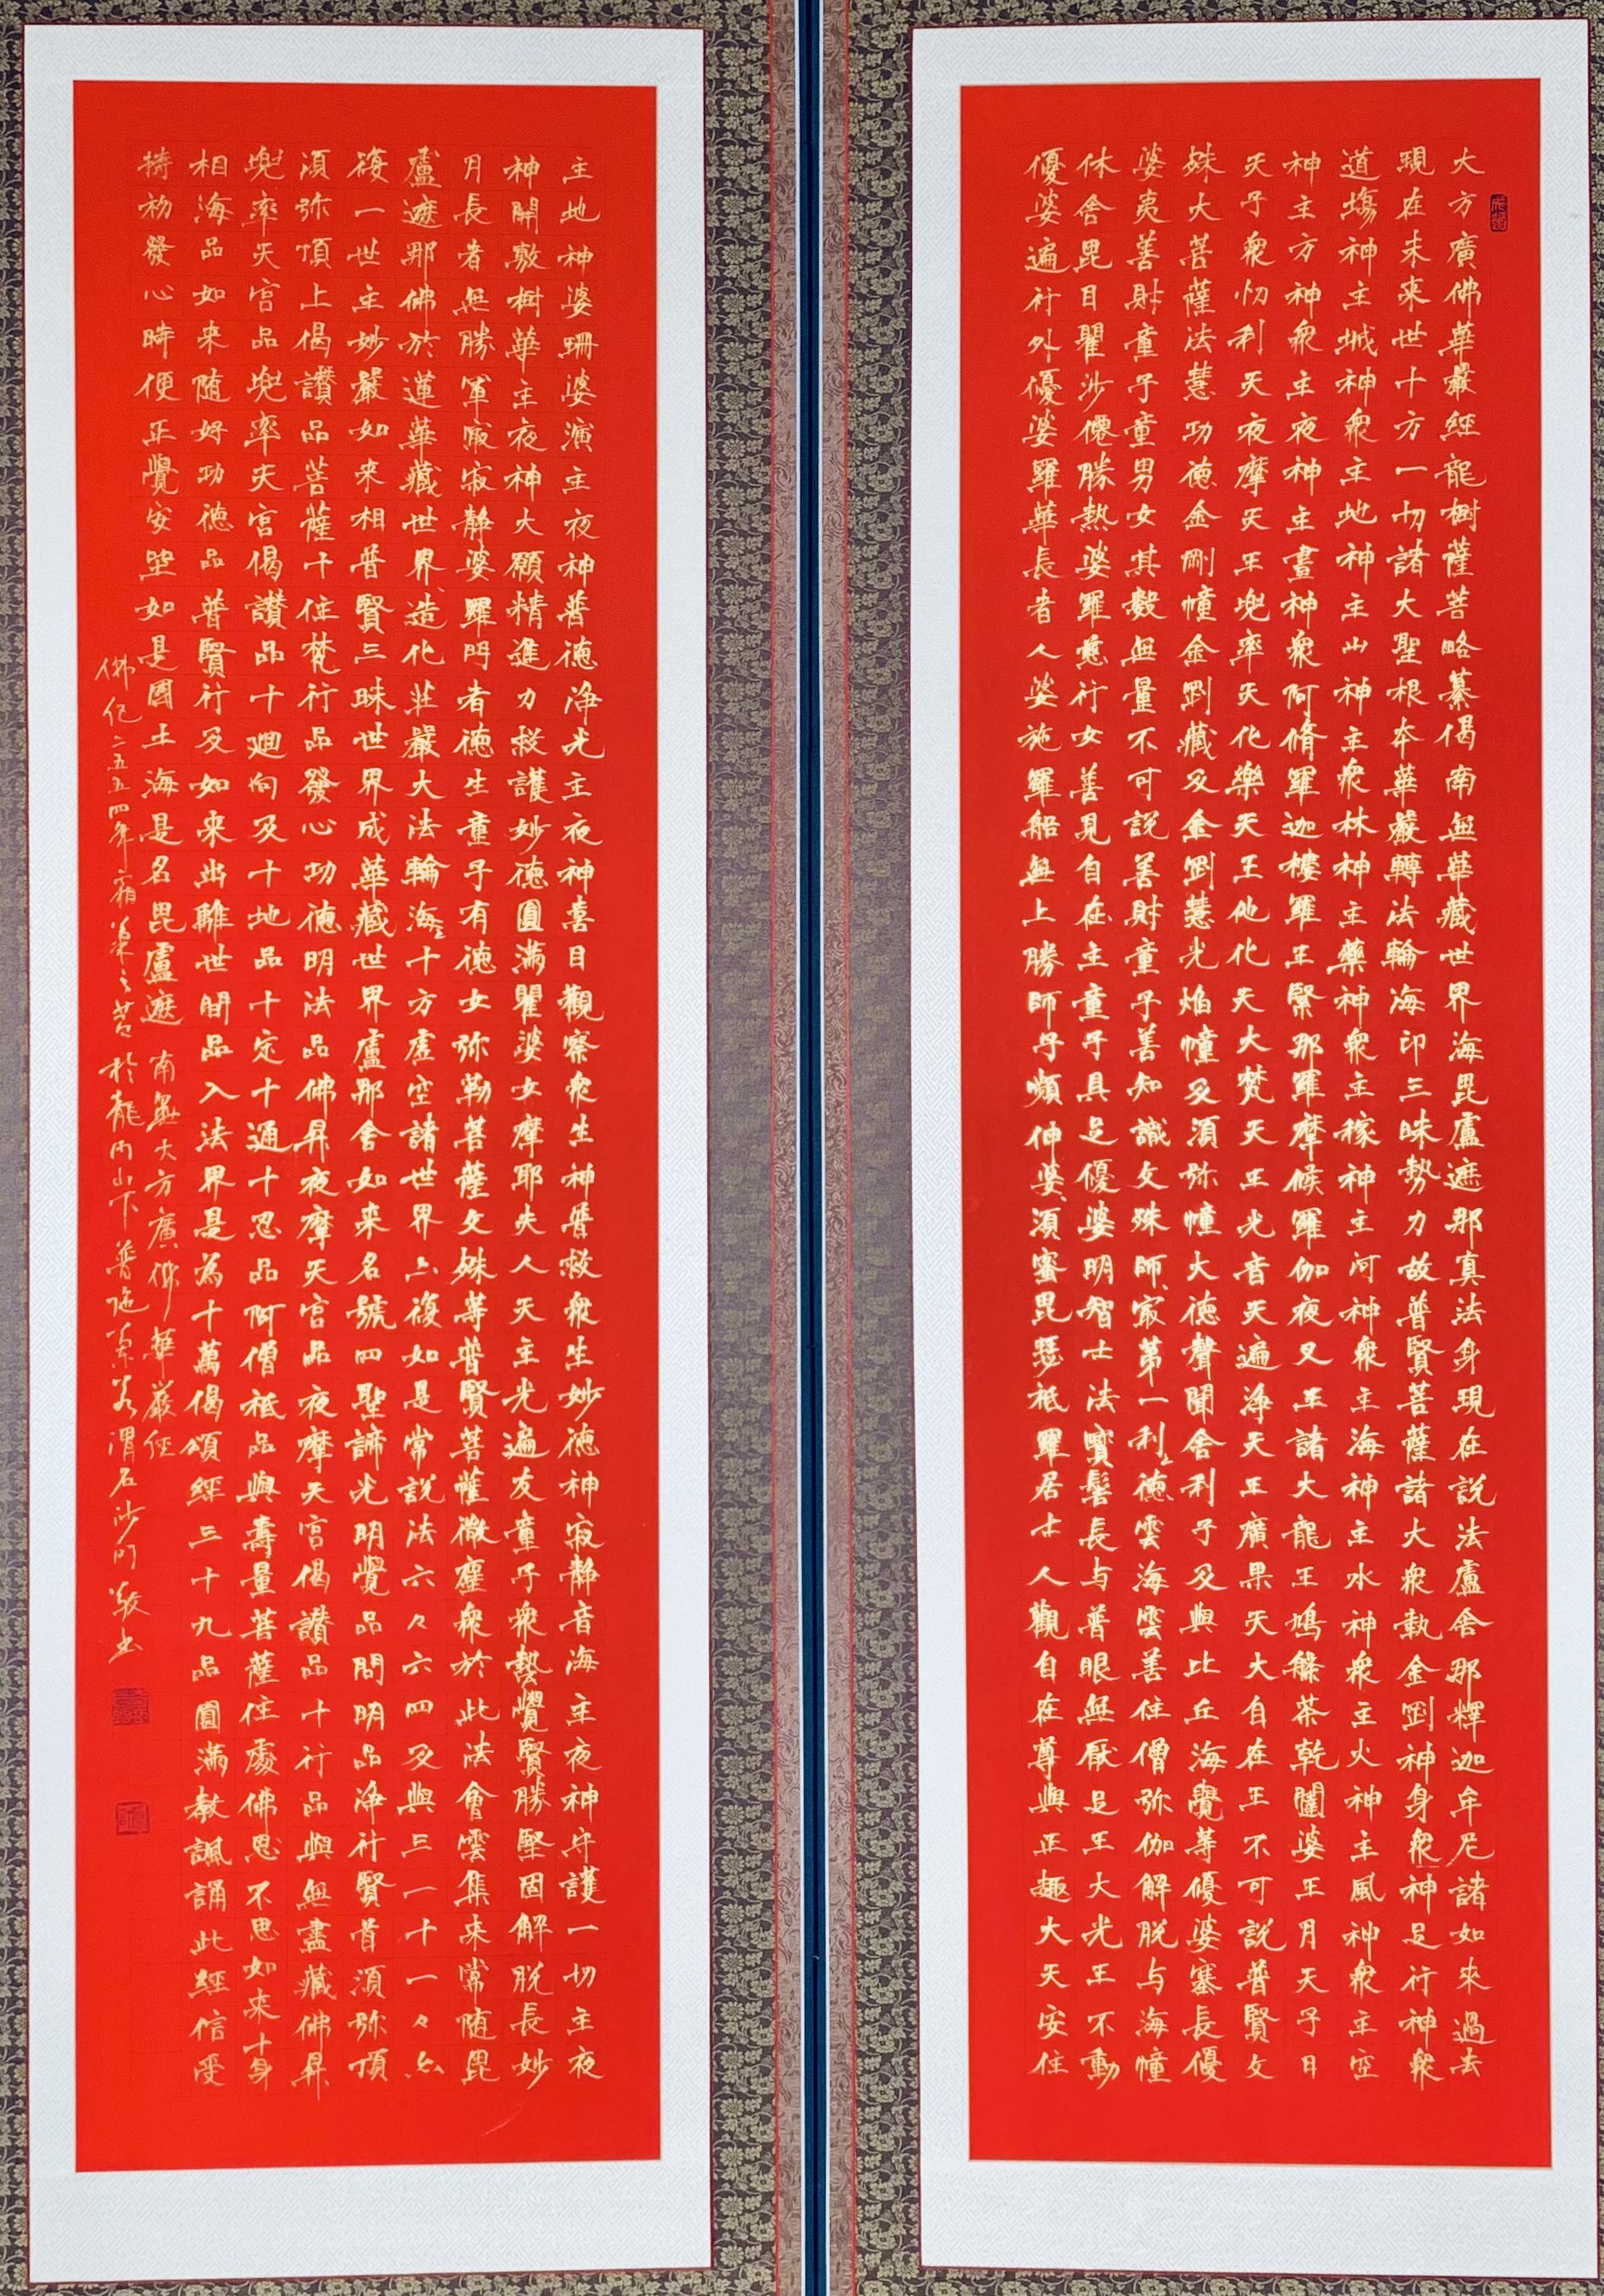 大方廣佛華嚴經龍樹薩菩略纂偈南無華藏世界海毘盧遮那真法身現在説法盧舍那釋迦牟尼諸如來過去
現在未來世十方一切諸大聖根本華嚴轉法輪海印三昧勢力故普賢菩薩諸大衆執金剛神身衆神足行神衆
道場神主城神衆主地神主山神主衆林神主藥神衆主稼神主河神衆主海神主水神衆主火神主風神衆主空
神主方神衆主夜神主晝神衆阿脩羅迦樓羅王緊那羅摩候羅伽夜叉王諸大龍王鳩槃茶乾闥婆王月天子日
天子衆忉利天夜摩天王兜率天化樂天王他化天大梵天王光音天遍淨天王廣果天大自在王不可説普賢文
殊大菩薩法慧功德金剛幢金剛藏及金剛慧光焰幢及須弥幢大德聲聞舍利子及與比丘海覺等優婆塞長優
婆夷善財童子童男女其數無量不可説善財童子善知識文殊師㝡第一利德雲海雲善住僧弥伽解脱与海幢
休舍毘目瞿沙僊勝熱婆羅慈行女善見自在主童子具足優婆明智士法寶髻長与普眼無厭足王大光王不動
優婆遍行外優婆羅華長者人婆施羅船無上勝師子嚬伸婆須蜜毘瑟祗羅居士人觀自在尊與正趣大天安住
主地神婆珊婆演主夜神普德淨光主夜神喜目觀察衆生神普救衆生妙德神寂靜音海主夜神守護一切主夜
神開敷樹華主夜神大願精進力救護妙德圓滿瞿婆女摩耶夫人天主光遍友童子衆藝覺賢勝堅固解脱長妙
月長者無勝軍㝡寂靜婆羅門者德生童子有德女弥勒菩薩文殊等普賢菩薩微塵衆於此法會雲集来常随毘
盧遮那佛於蓮華藏世界造化莊嚴大法輪海十方虛空諸世界亦復如是常説法六々六四及與三一十一々亦
復一世主妙嚴如来相普賢三昧世界成華藏世界盧那舍如来名號四聖諦光明覺品問明品淨行賢首須弥頂
須弥頂上偈讚品菩薩十住梵行品發心功德明法品佛昇夜摩天宮品夜摩天宮偈讚品十行品與無盡藏佛昇
兜率天宮品兜率天宮偈讚品十廻向及十地品十定十通十忍品阿僧祇品與壽量菩薩住處佛思不思如来十身
相海品如来随好功德品普賢行及如来出離世間品入法界是為十萬偈頌經三十九品圓滿教諷誦此經信受
持初發心時便正覺安坐如是國土海是名毘盧遮 南無大方廣佛華嚴經
佛紀二五五四年 於龍門山下普陁蘭若渭石沙門敬書